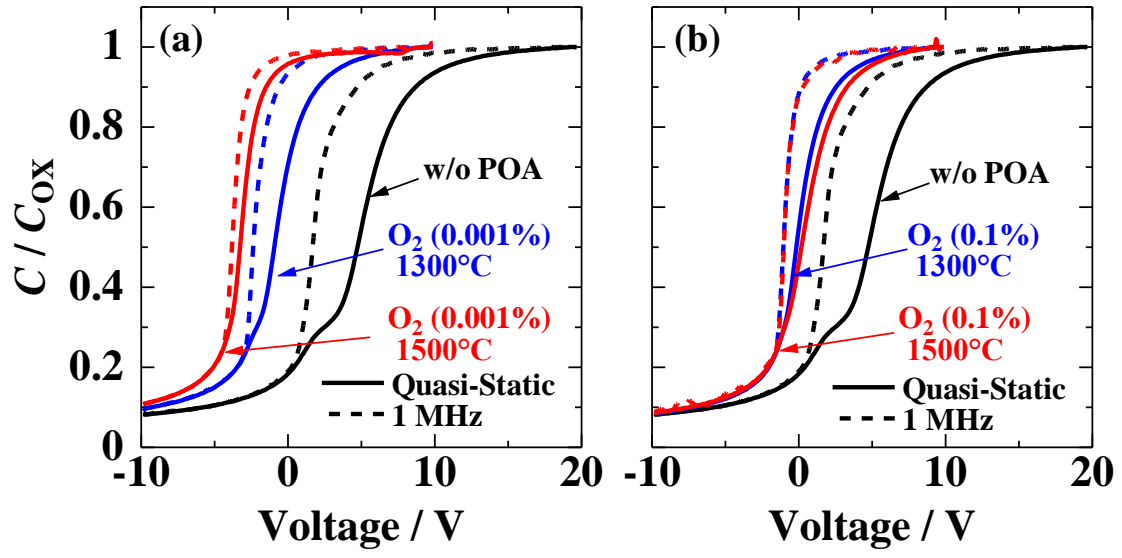 (a)
w/o POA
O₂ (0.001%)
1300°C
O₂ (0.001%)
1500°C
Quasi-Static
1 MHz
1
0.8
0.6
0.4
0.2
0
-10
0
10
20
C / C_OX
Voltage / V
(b)
w/o POA
O₂ (0.1%)
1300°C
O₂ (0.1%)
1500°C
Quasi-Static
1 MHz
-10
0
10
20
Voltage / V